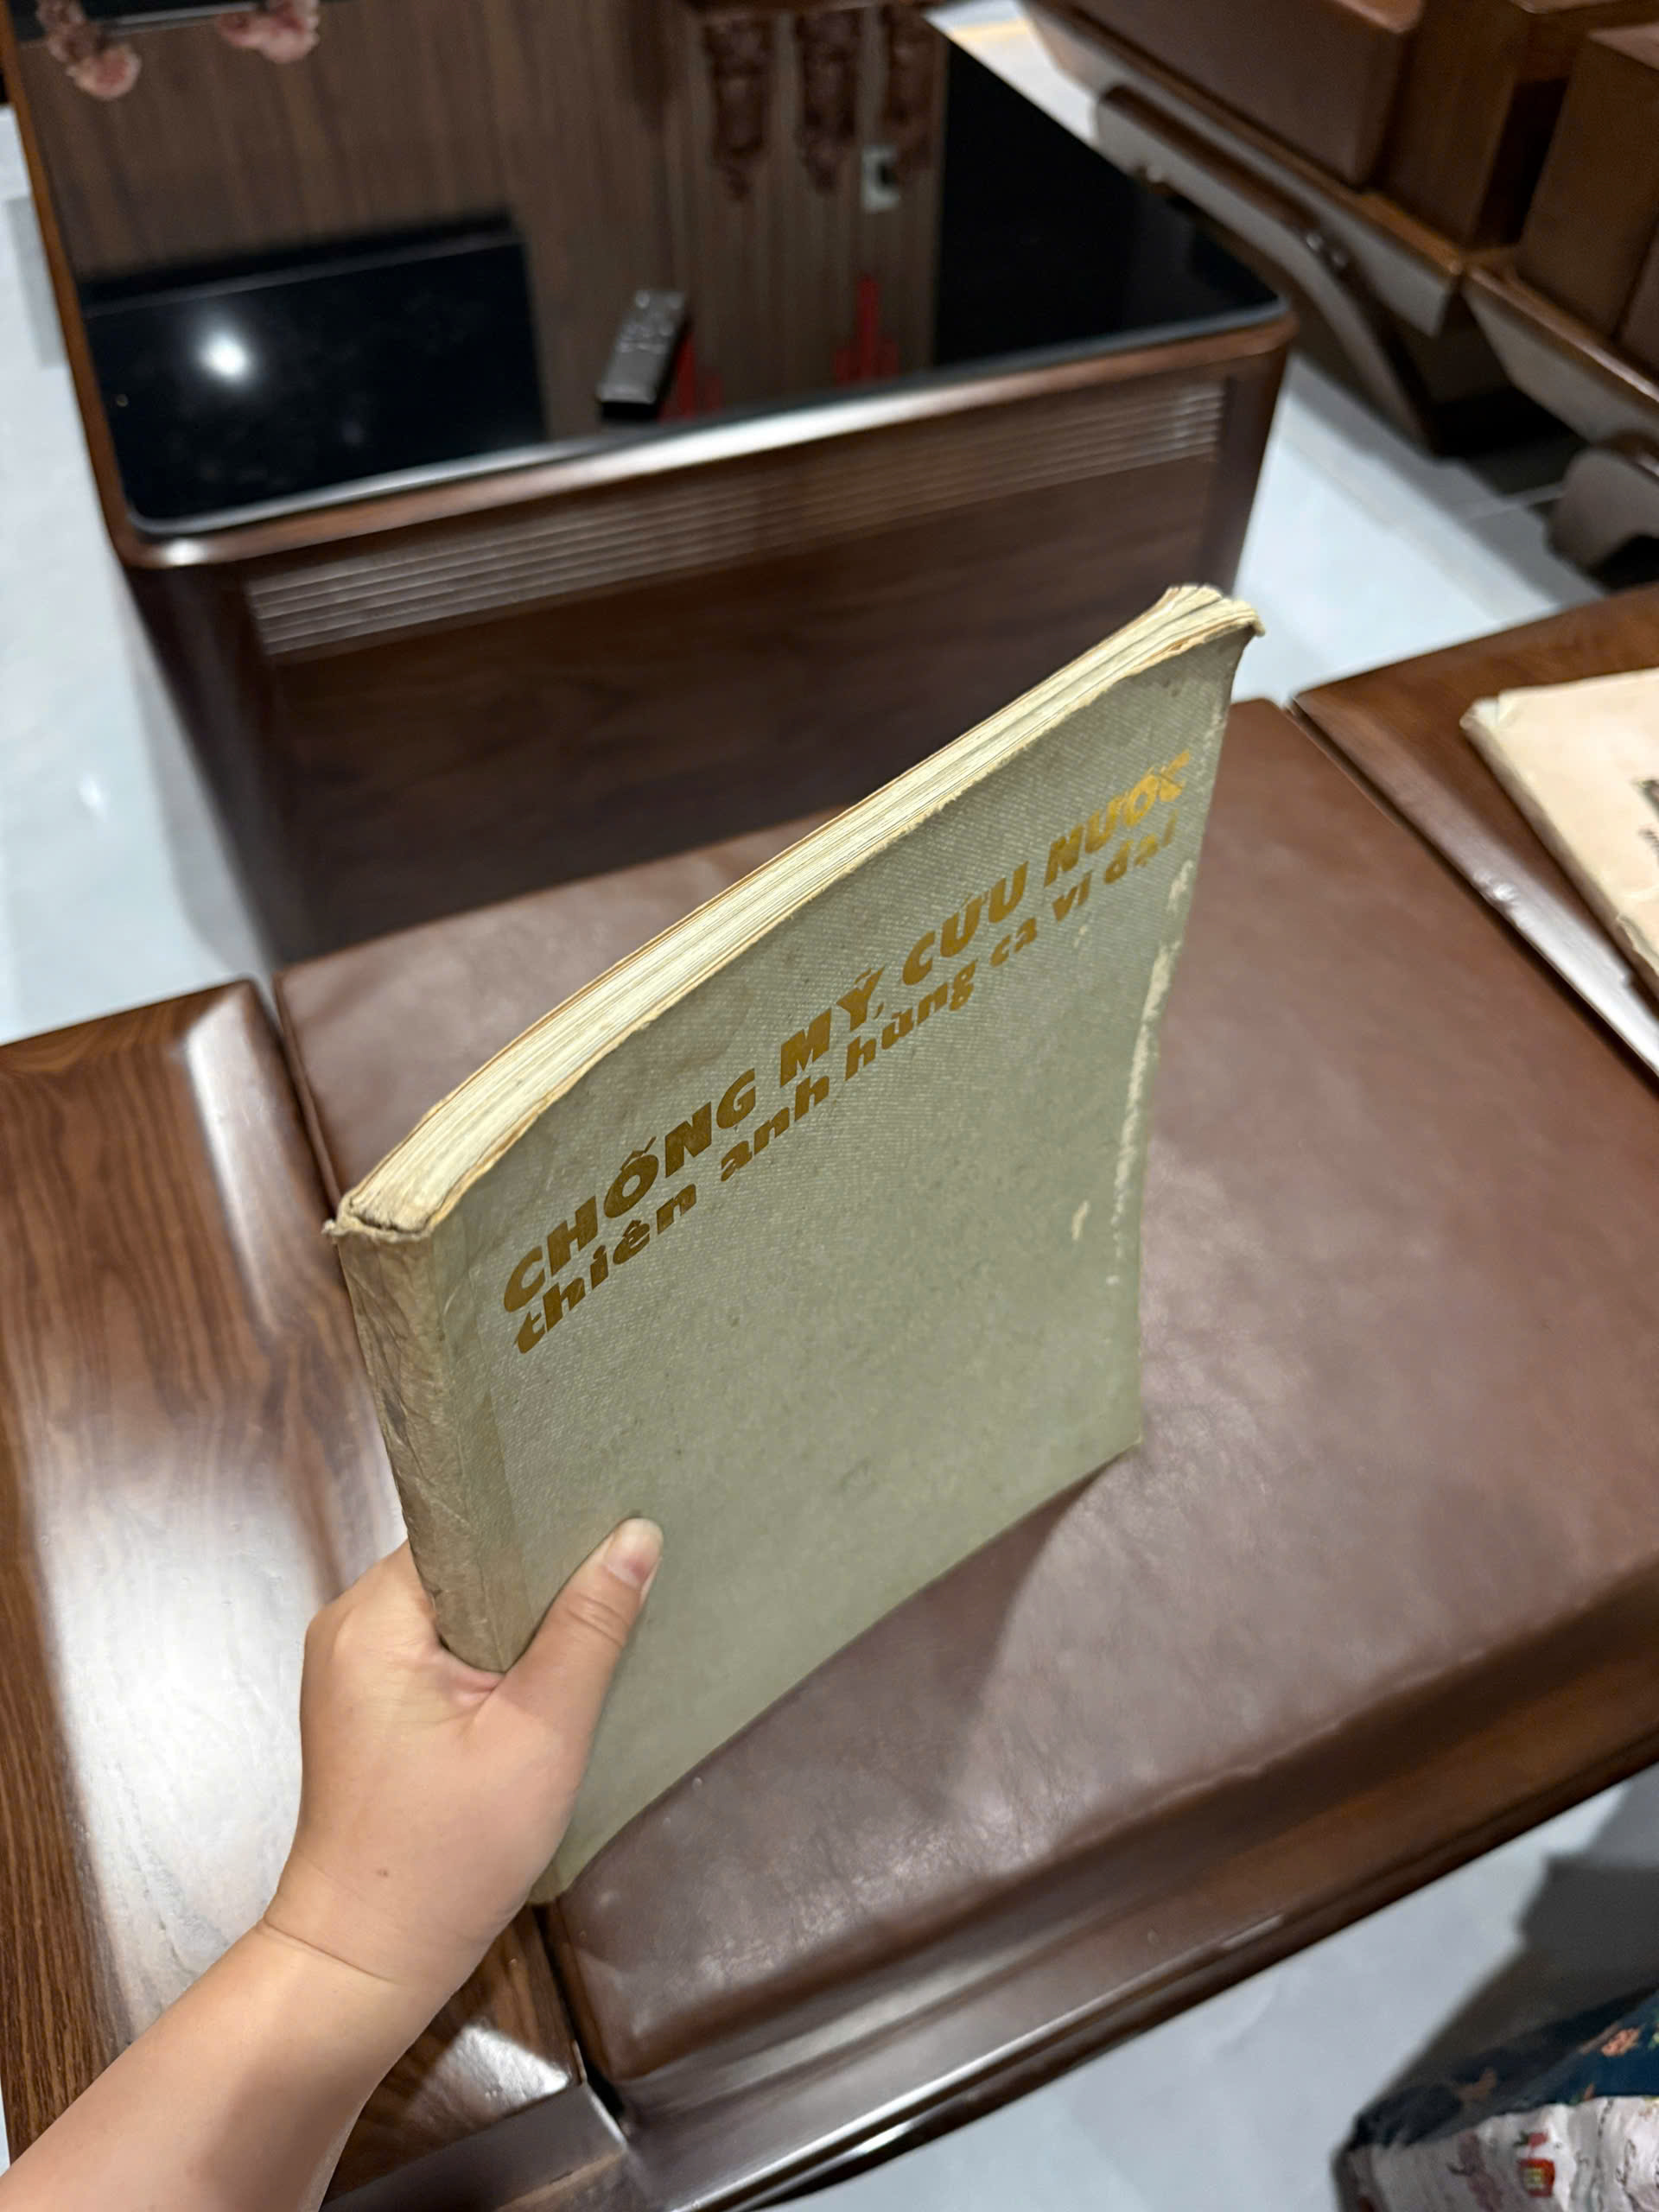 CHỐNG MỸ, CỨU NƯỚC
thiên anh hùng ca vĩ đại